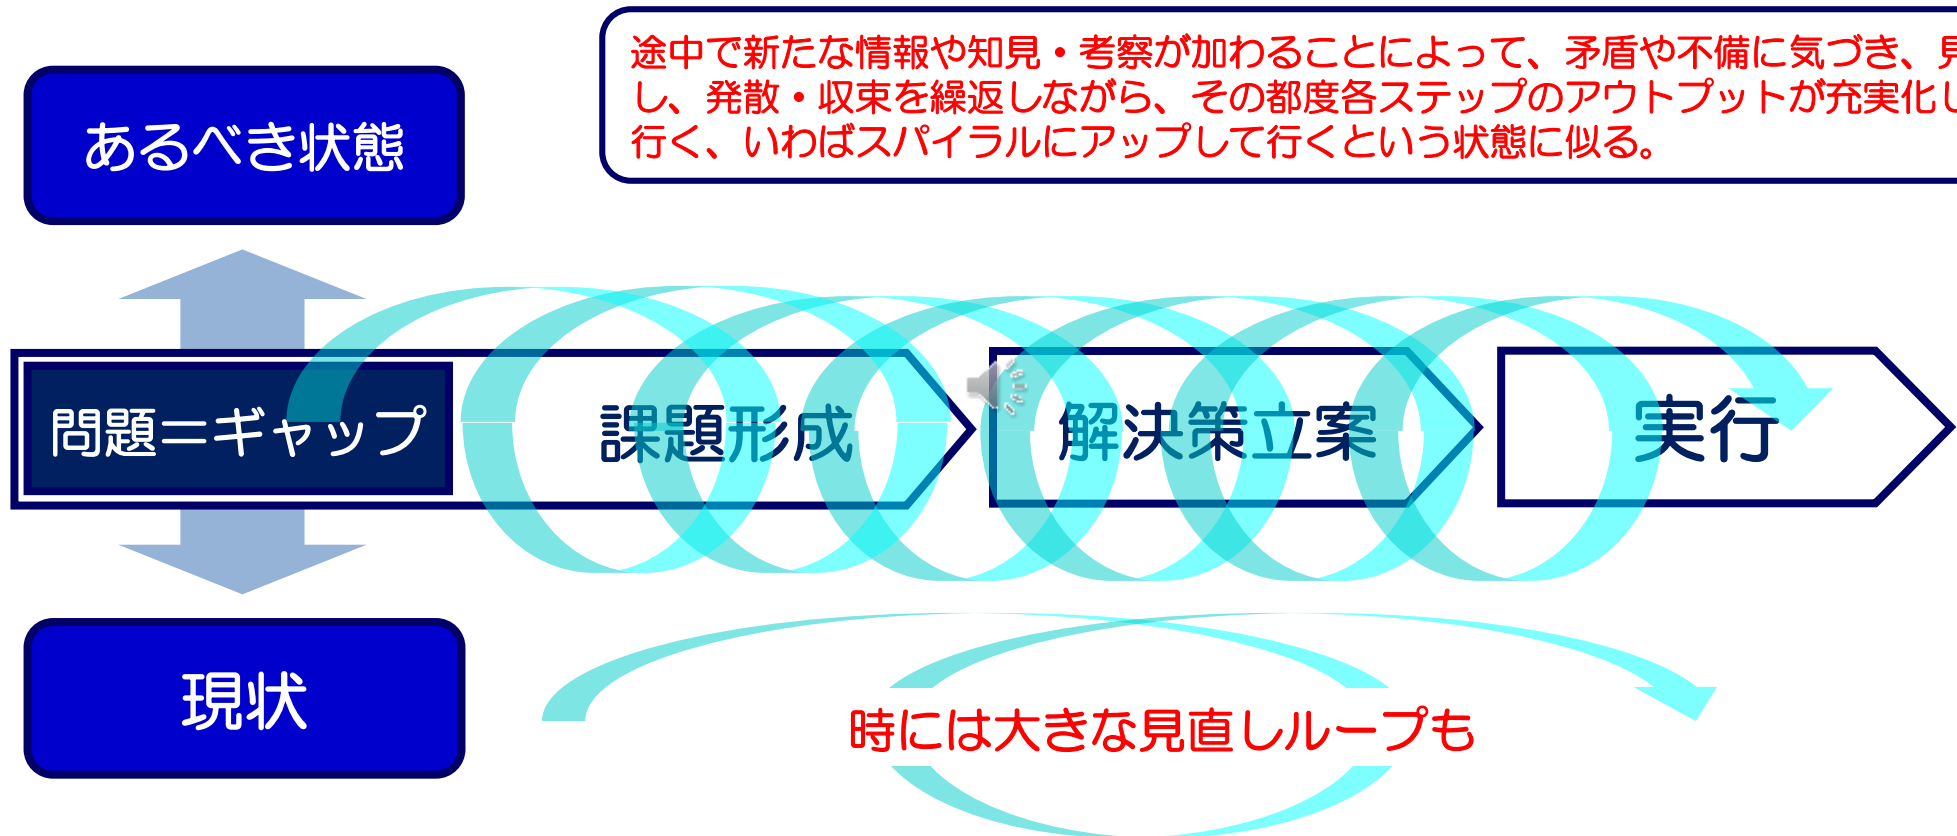 途中で新たな情報や知見・考察が加わることによって、矛盾や不備に気づき、見
し、発散・収束を繰返しながら、その都度各ステップのアウトプットが充実化し
行く、いわばスパイラルにアップして行くという状態に似る。
あるべき状態
問題＝ギャップ
課題形成
解決策立案
実行
現状
時には大きな見直しループも